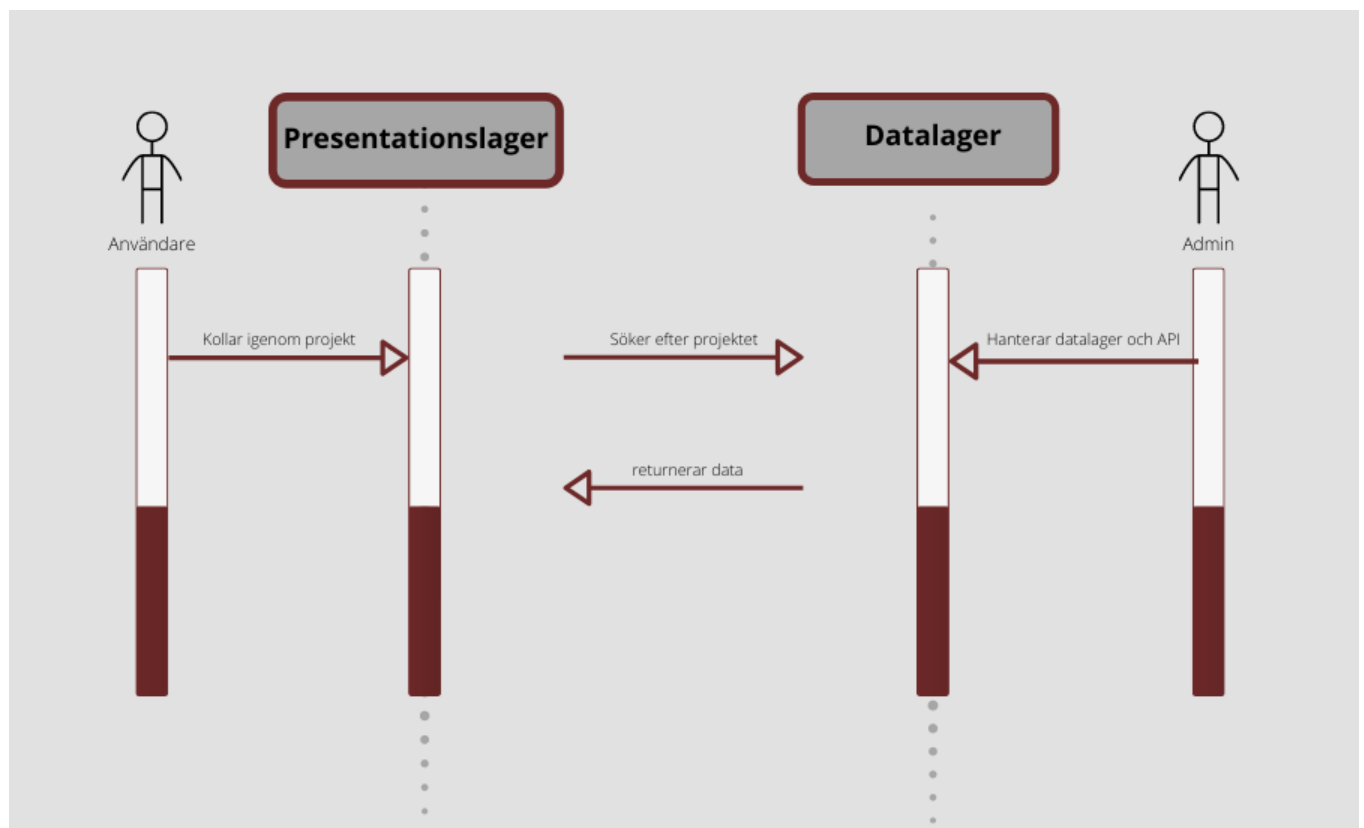 Presentationslager
Datalager
Användare
Admin
Kollar igenom projekt
Söker efter projektet
Hanterar datalager och API
returnerar data